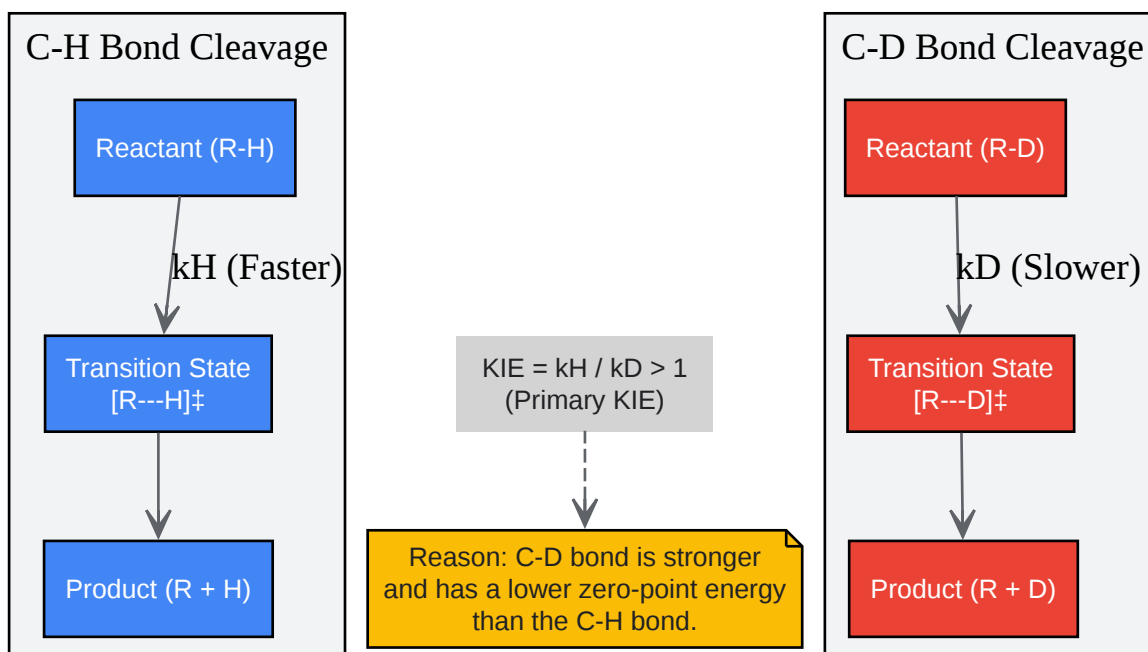 C-H Bond Cleavage
Reactant (R-H)
kH (Faster)
Transition State
[R---H]‡
Product (R + H)
KIE = kH / kD > 1
(Primary KIE)
Reason: C-D bond is stronger
and has a lower zero-point energy
than the C-H bond.
C-D Bond Cleavage
Reactant (R-D)
kD (Slower)
Transition State
[R---D]‡
Product (R + D)